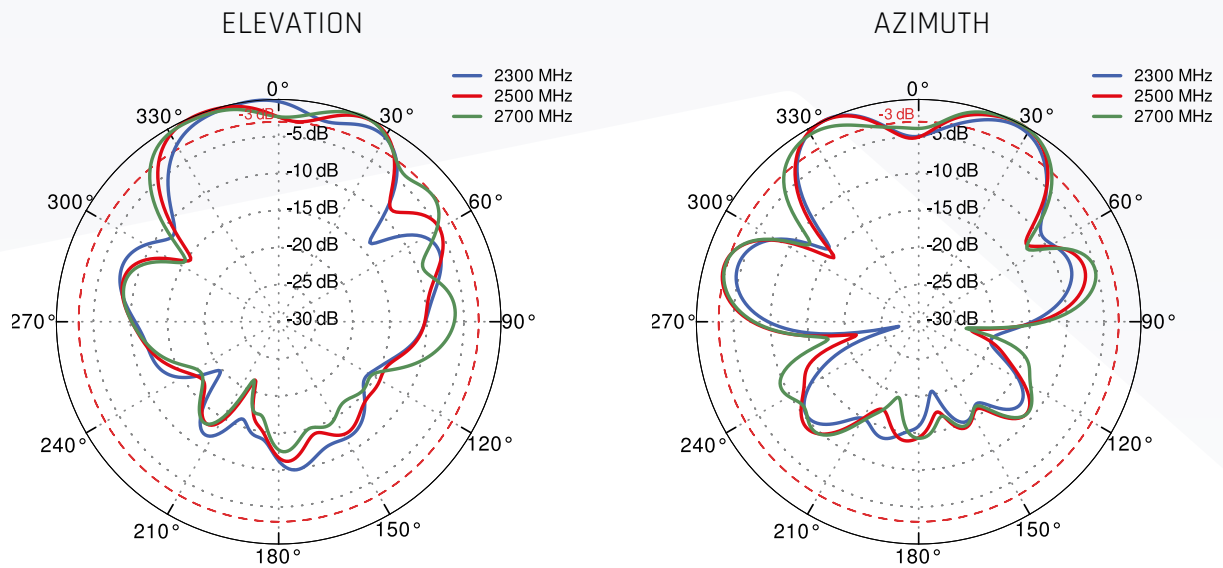 ELEVATION
2300 MHz
2500 MHz
2700 MHz
0°
30°
60°
90°
120°
150°
180°
210°
240°
270°
300°
330°
-3 dB
-5 dB
-10 dB
-15 dB
-20 dB
-25 dB
-30 dB
AZIMUTH
2300 MHz
2500 MHz
2700 MHz
0°
30°
60°
90°
120°
150°
180°
210°
240°
270°
300°
330°
-3 dB
-5 dB
-10 dB
-15 dB
-20 dB
-25 dB
-30 dB